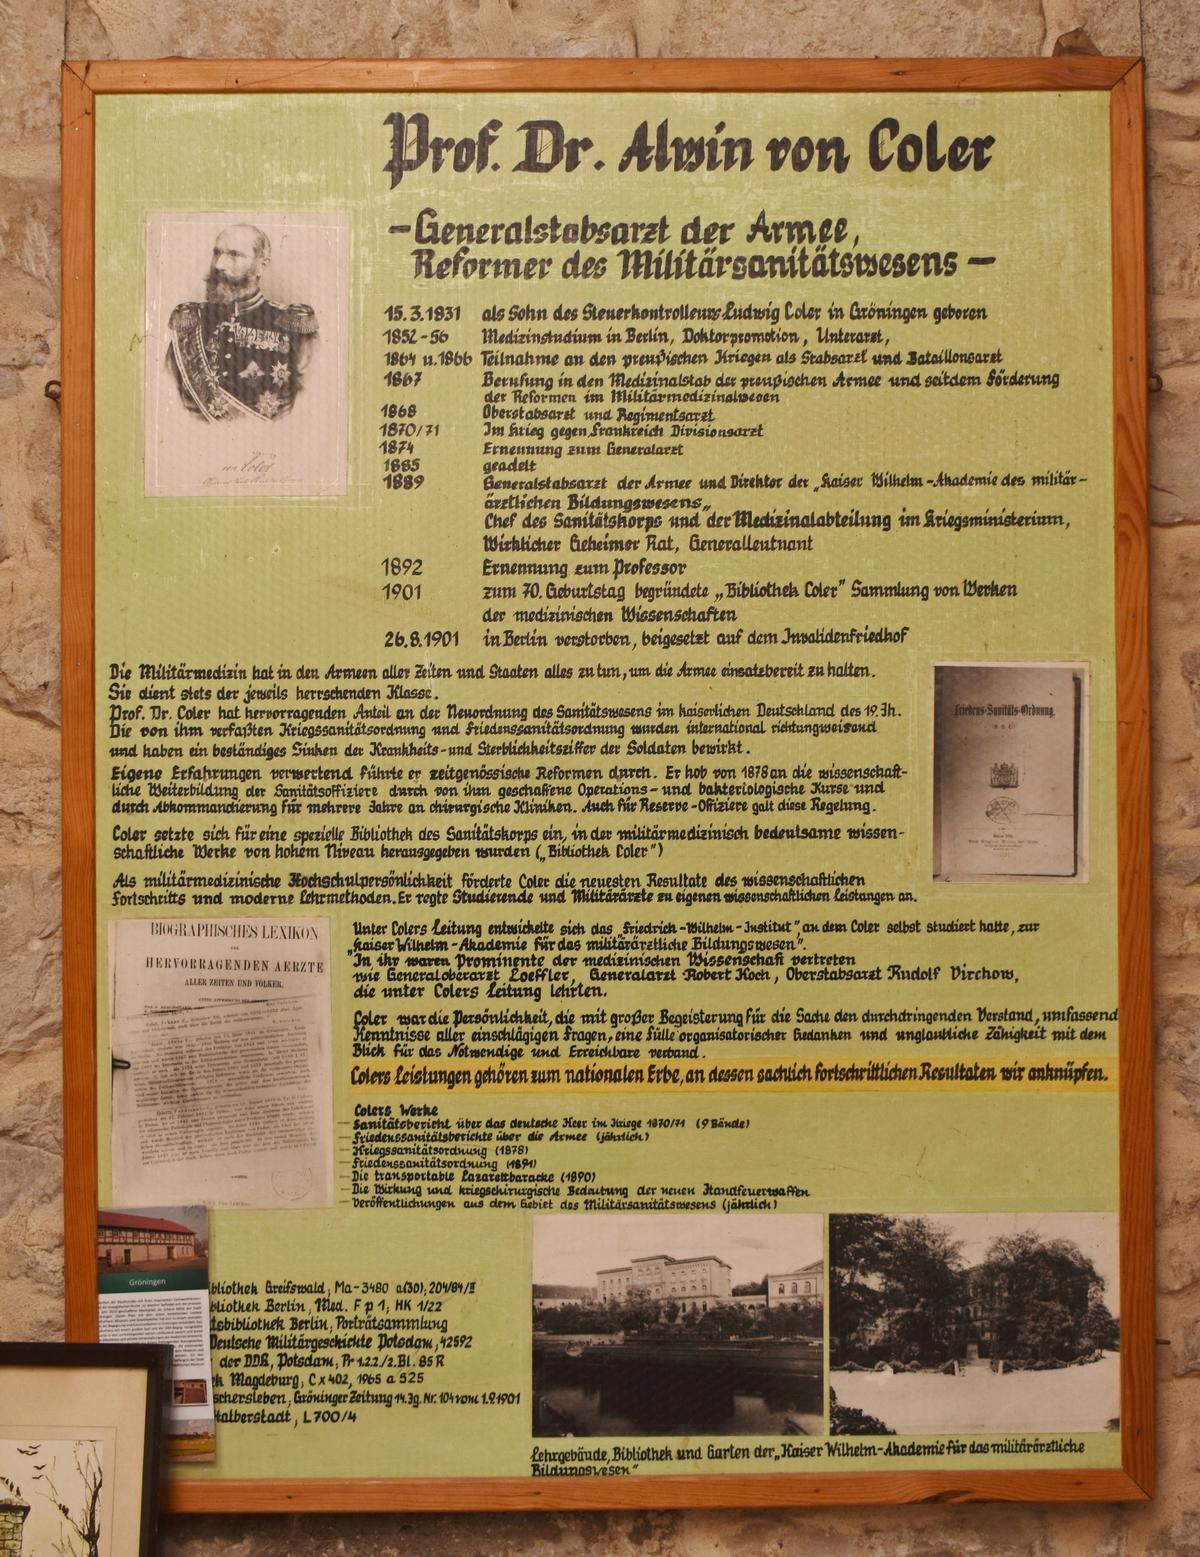 Prof. Dr. Alwin von Coler
– Generalstabsarzt der Armee,
Reformer des Militärsanitätswesens –
15.3.1831 als Sohn des Steuerkontrolleurs Ludwig Coler in Gröningen geboren
1852-56 Medizinstudium in Berlin, Doktorpromotion, Unterarzt,
1864 u. 1866 Teilnahme an den preußischen Kriegen als Stabsarzt und Bataillonsarzt
1867 Berufung in den Medizinalstab der preußischen Armee und seitdem Förderung
der Reformen im Militärmedizinalwesen
1868 Oberstabsarzt und Regimentsarzt
1870/71 Im Krieg gegen Frankreich Divisionsarzt
1874 Ernennung zum Generalarzt
1885 geadelt
1889 Generalstabsarzt der Armee und Direktor der „Kaiser Wilhelm-Akademie des militär-
ärztlichen Bildungswesens„
Chef des Sanitätskorps und der Medizinalabteilung im Kriegsministerium,
Wirklicher Geheimer Rat, Generalleutnant
1892 Ernennung zum Professor
1901 zum 70. Geburtstag begründete „Bibliothek Coler" Sammlung von Werken
der medizinischen Wissenschaften
26.8.1901 in Berlin verstorben, beigesetzt auf dem Invalidenfriedhof
von Coler
Die Militärmedizin hat in den Armeen aller Zeiten und Staaten alles zu tun, um die Armee einsatzbereit zu halten.
Sie dient stets der jeweils herrschenden Klasse.
Prof. Dr. Coler hat hervorragenden Anteil an der Neuordnung des Sanitätswesens im kaiserlichen Deutschland des 19. Jh.
Die von ihm verfaßten Kriegssanitätsordnung und Friedenssanitätsordnung wurden international richtungweisend
und haben ein beständiges Sinken der Krankheits- und Sterblichkeitsziffer der Soldaten bewirkt.
Eigene Erfahrungen verwertend führte er zeitgenössische Reformen durch. Er hob von 1878 an die wissenschaft-
liche Weiterbildung der Sanitätsoffiziere durch von ihm geschaffene Operations- und bakteriologische Kurse und
durch Abkommandierung für mehrere Jahre an chirurgische Kliniken. Auch für Reserve-Offiziere galt diese Regelung.
Coler setzte sich für eine spezielle Bibliothek des Sanitätskorps ein, in der militärmedizinisch bedeutsame wissen-
schaftliche Werke von hohem Niveau herausgegeben wurden („Bibliothek Coler")
Als militärmedizinische Hochschulpersönlichkeit förderte Coler die neuesten Resultate des wissenschaftlichen
Fortschritts und moderne Lehrmethoden. Er regte Studierende und Militärärzte zu eigenen wissenschaftlichen Leistungen an.
Friedens-Sanitäts-Ordnung.
BIOGRAPHISCHES LEXIKON
DER
HERVORRAGENDEN AERZTE
ALLER ZEITEN UND VÖLKER.
Unter Colers Leitung entwickelte sich das „Friedrich-Wilhelm-Institut", an dem Coler selbst studiert hatte, zur
„Kaiser Wilhelm-Akademie für das militärärztliche Bildungswesen".
In ihr waren Prominente der medizinischen Wissenschaft vertreten
wie Generaloberarzt Loeffler, Generalarzt Robert Koch, Oberstabsarzt Rudolf Virchow,
die unter Colers Leitung lehrten.
Coler war die Persönlichkeit, die mit großer Begeisterung für die Sache den durchdringenden Verstand, umfassend
Kenntnisse aller einschlägigen Fragen, eine Fülle organisatorischer Gedanken und unglaubliche Zähigkeit mit dem
Blick für das Notwendige und Erreichbare verband.
Colers Leistungen gehören zum nationalen Erbe, an dessen sachlich fortschrittlichen Resultaten wir anknüpfen.
Colers Werke
– Sanitätsbericht über das deutsche Heer im Kriege 1870/71 (9 Bände)
– Friedenssanitätsberichte über die Armee (jährlich)
– Kriegssanitätsordnung (1878)
– Friedenssanitätsordnung (1891)
– Die transportable Lazarettbaracke (1890)
– Die Wirkung und kriegschirurgische Bedeutung der neuen Handfeuerwaffen
– Veröffentlichungen aus dem Gebiet des Militärsanitätswesens (jährlich)
Gröningen
bliothek Greifswald, Ma-3480 a(30); 204/84/II
bliothek Berlin, Med. F p 1; HK 1/22
tsbibliothek Berlin, Porträtsammlung
Deutsche Militärgeschichte Potsdam, 42592
der DDR, Potsdam, Pr 1.2.2./2. Bl. 85 R
ek Magdeburg, C x 402, 1965 a 525
schersleben, Gröninger Zeitung 14. Jg. Nr. 104 vom 1.9.1901
Halberstadt, L 700/4
Lehrgebäude, Bibliothek und Garten der „Kaiser Wilhelm-Akademie für das militärärztliche
Bildungswesen"